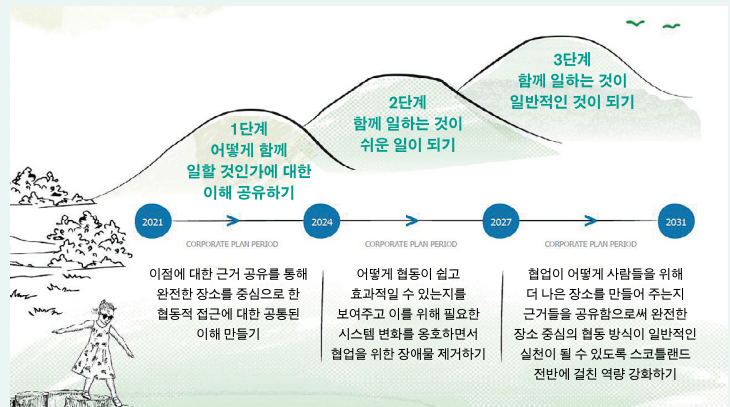 1단계
어떻게 함께
일할 것인가에 대한
이해 공유하기
2단계
함께 일하는 것이
쉬운 일이 되기
3단계
함께 일하는 것이
일반적인 것이 되기
2021
2024
2027
2031
CORPORATE PLAN PERIOD
CORPORATE PLAN PERIOD
CORPORATE PLAN PERIOD
이점에 대한 근거 공유를 통해
완전한 장소를 중심으로 한
협동적 접근에 대한 공통된
이해 만들기
어떻게 협동이 쉽고
효과적일 수 있는지를
보여주고 이를 위해 필요한
시스템 변화를 옹호하면서
협업을 위한 장애물 제거하기
협업이 어떻게 사람들을 위해
더 나은 장소를 만들어 주는지
근거들을 공유함으로써 완전한
장소 중심의 협동 방식이 일반적인
실천이 될 수 있도록 스코틀랜드
전반에 걸친 역량 강화하기